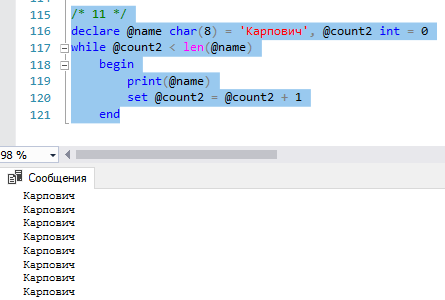 115 /* 11 */
116 declare @name char(8) = 'Карпович', @count2 int = 0
117 while @count2 < len(@name)
118 begin
119 print(@name)
120 set @count2 = @count2 + 1
121 end
98 %
Сообщения
Карпович
Карпович
Карпович
Карпович
Карпович
Карпович
Карпович
Карпович